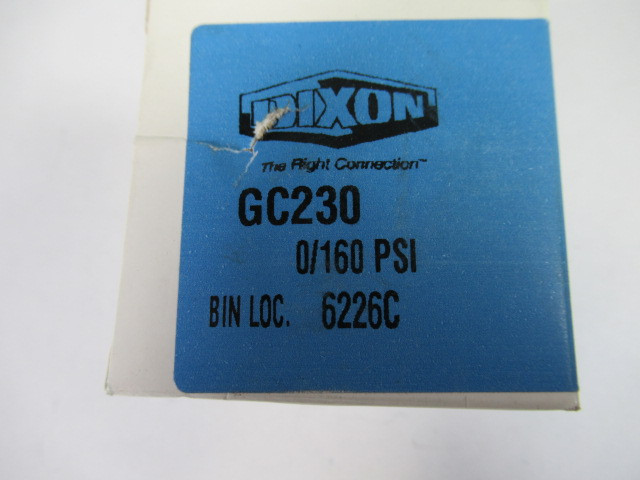 DIXON
The Right Connection™
GC230
0/160 PSI
BIN LOC. 6226C